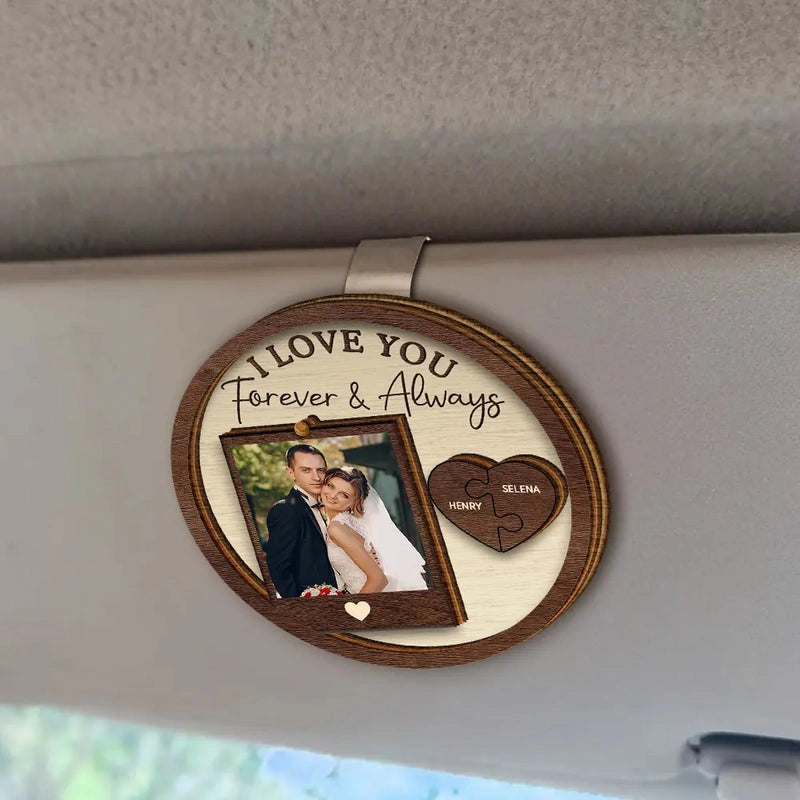 I LOVE YOU
Forever & Always
HENRY
SELENA